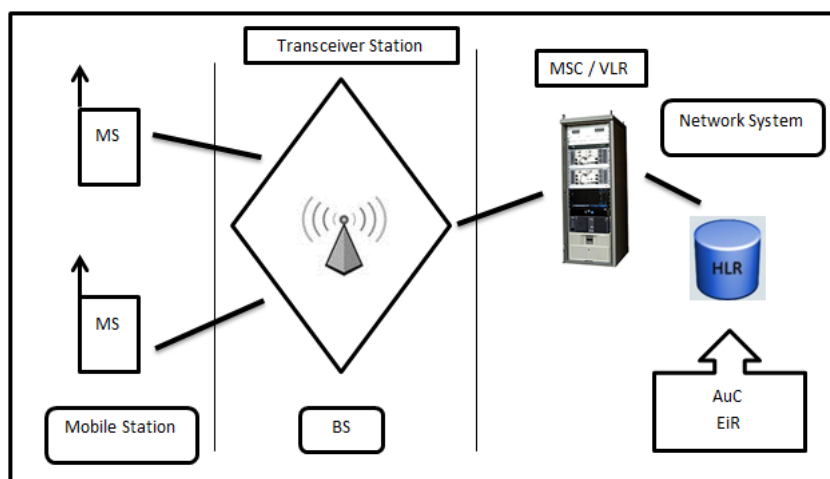 Transceiver Station
MSC / VLR
Network System
MS
HLR
MS
AuC
EiR
Mobile Station
BS